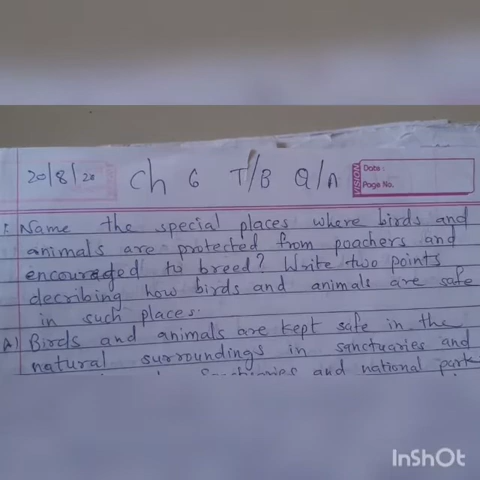 20/8/20 Ch 6 T/B Q/A
VISION Date :
Page No.
1. Name the special places where birds and
animals are protected from poachers and
encouraged to breed? Write two points
decribing how birds and animals are safe
in such places.
A) Birds and animals are kept safe in the
natural surroundings in sanctuaries and
and national park
InShOt